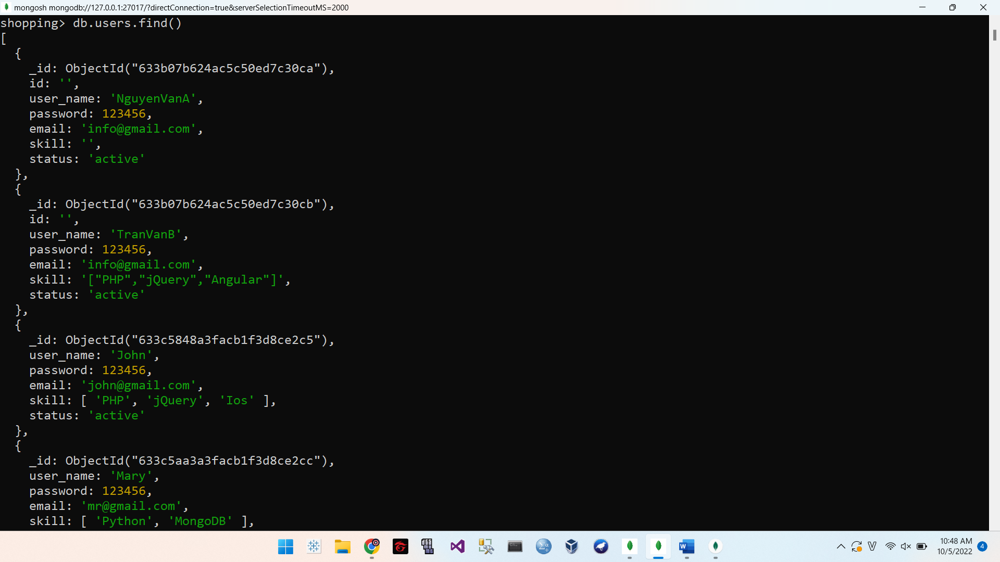 mongosh mongodb://127.0.0.1:27017/?directConnection=true&serverSelectionTimeoutMS=2000
shopping> db.users.find()
[
  {
    _id: ObjectId("633b07b624ac5c50ed7c30ca"),
    id: '',
    user_name: 'NguyenVanA',
    password: 123456,
    email: 'info@gmail.com',
    skill: '',
    status: 'active'
  },
  {
    _id: ObjectId("633b07b624ac5c50ed7c30cb"),
    id: '',
    user_name: 'TranVanB',
    password: 123456,
    email: 'info@gmail.com',
    skill: '["PHP","jQuery","Angular"]',
    status: 'active'
  },
  {
    _id: ObjectId("633c5848a3facb1f3d8ce2c5"),
    user_name: 'John',
    password: 123456,
    email: 'john@gmail.com',
    skill: [ 'PHP', 'jQuery', 'Ios' ],
    status: 'active'
  },
  {
    _id: ObjectId("633c5aa3a3facb1f3d8ce2cc"),
    user_name: 'Mary',
    password: 123456,
    email: 'mr@gmail.com',
    skill: [ 'Python', 'MongoDB' ],
10:48 AM
10/5/2022
4